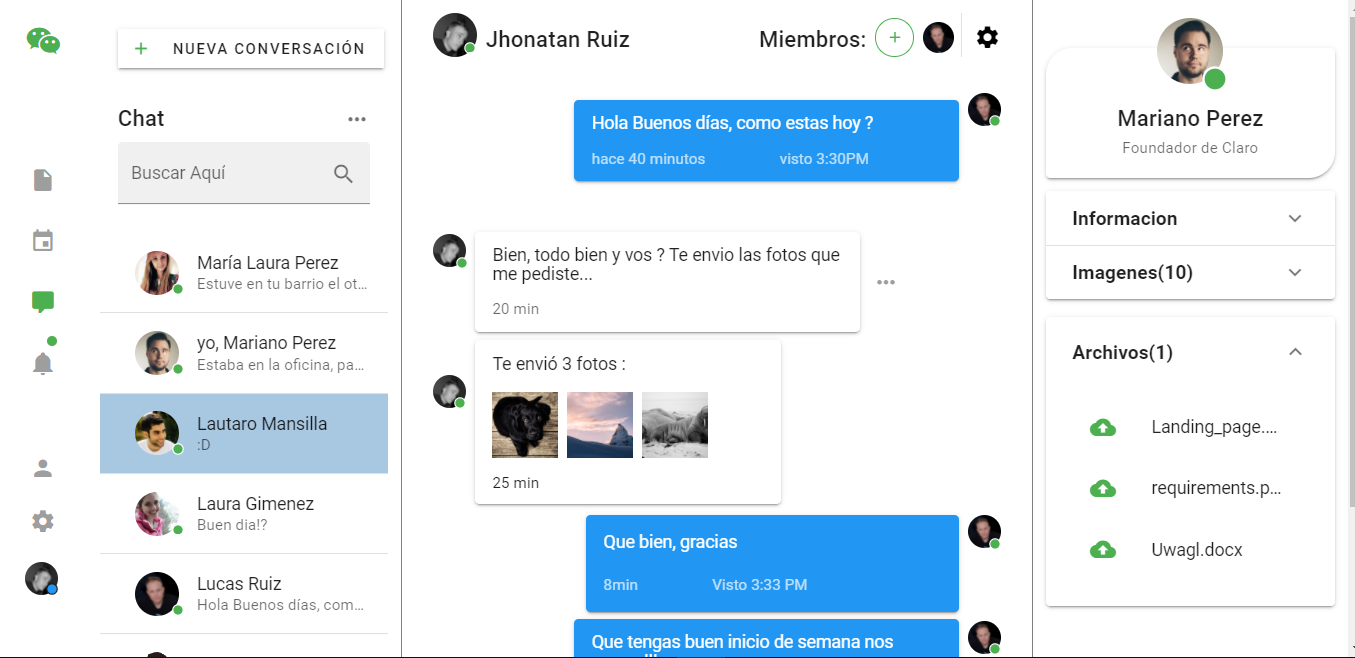 + NUEVA CONVERSACIÓN
Chat
Buscar Aquí
María Laura Perez
Estuve en tu barrio el ot...
yo, Mariano Perez
Estaba en la oficina, pa...
Lautaro Mansilla
:D
Laura Gimenez
Buen dia!?
Lucas Ruiz
Hola Buenos días, com...
Jhonatan Ruiz
Miembros:
Hola Buenos días, como estas hoy ?
hace 40 minutos visto 3:30PM
Bien, todo bien y vos ? Te envio las fotos que
me pediste...
20 min
Te envió 3 fotos :
25 min
Que bien, gracias
8min Visto 3:33 PM
Que tengas buen inicio de semana nos
Mariano Perez
Foundador de Claro
Informacion
Imagenes(10)
Archivos(1)
Landing_page....
requirements.p...
Uwagl.docx